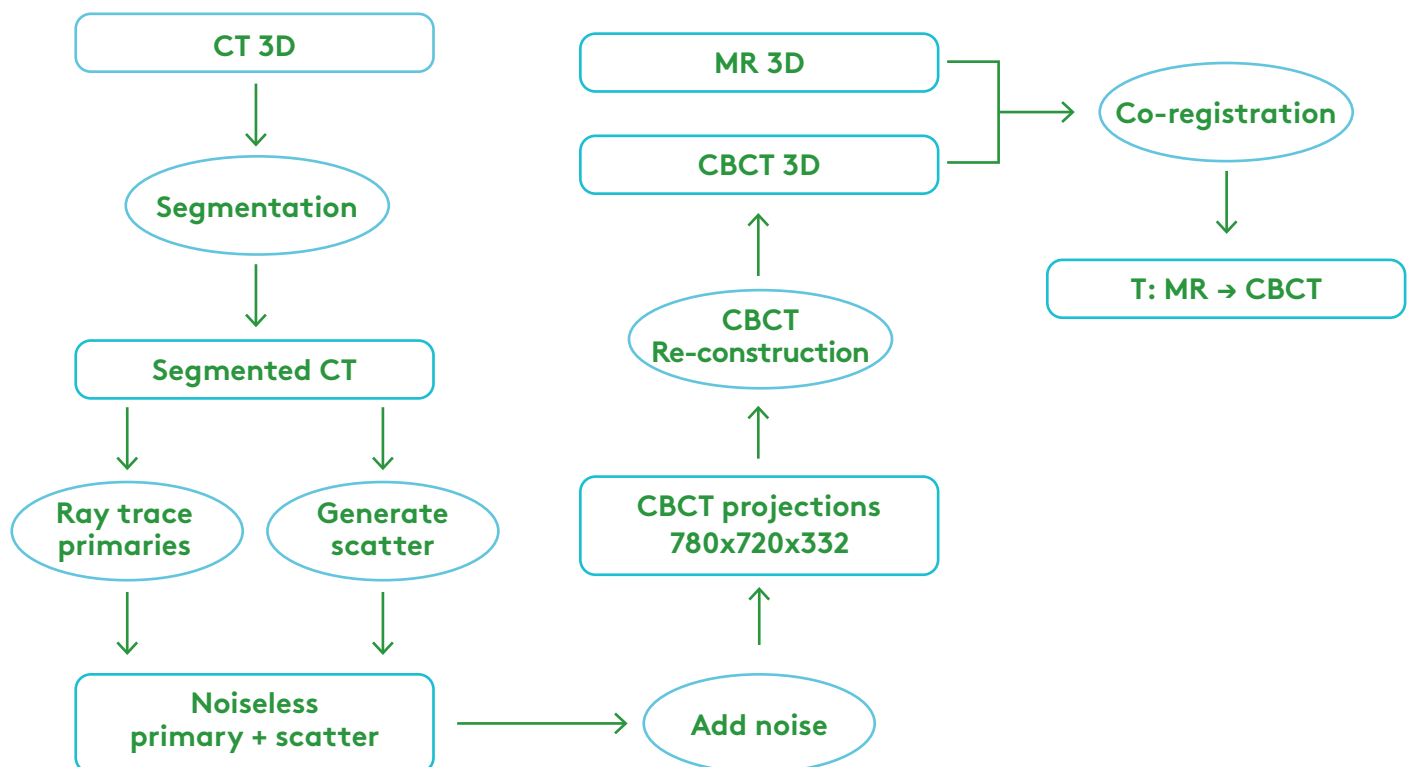 CT 3D
Segmentation
Segmented CT
Ray trace
primaries
Generate
scatter
Noiseless
primary + scatter
Add noise
CBCT projections
780x720x332
CBCT
Re-construction
CBCT 3D
MR 3D
Co-registration
T: MR → CBCT